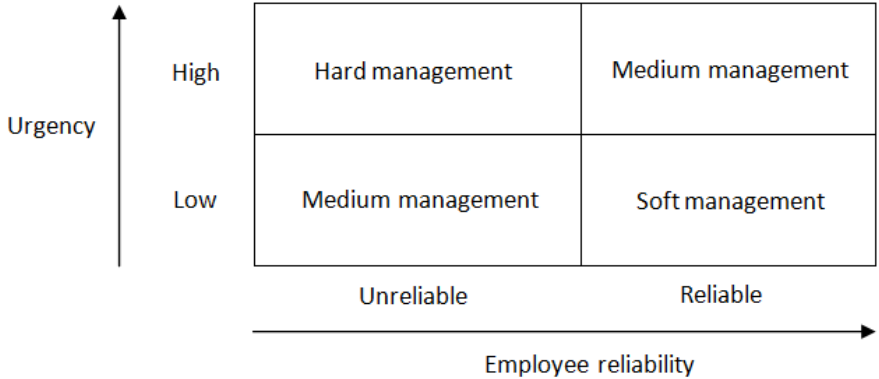 High
Hard management
Medium management
Urgency
Low
Medium management
Soft management
Unreliable
Reliable
Employee reliability